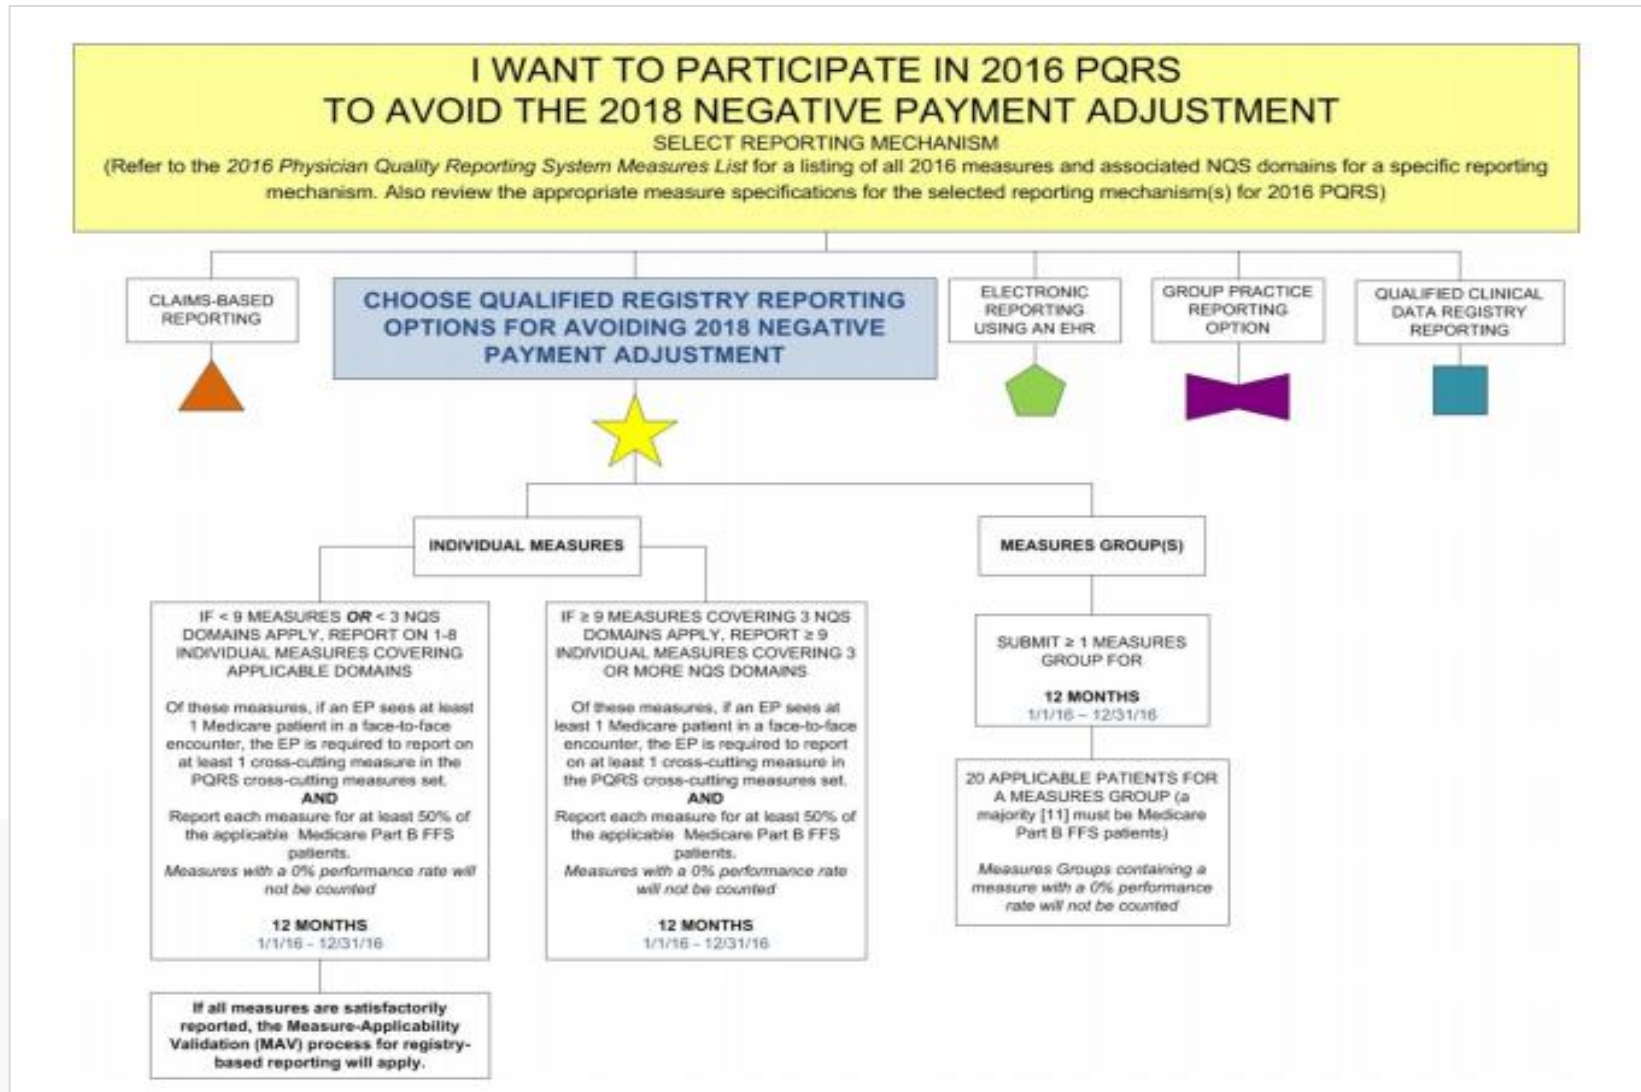 I WANT TO PARTICIPATE IN 2016 PQRS
TO AVOID THE 2018 NEGATIVE PAYMENT ADJUSTMENT
SELECT REPORTING MECHANISM
(Refer to the 2016 Physician Quality Reporting System Measures List for a listing of all 2016 measures and associated NQS domains for a specific reporting
mechanism. Also review the appropriate measure specifications for the selected reporting mechanism(s) for 2016 PQRS)
CLAIMS-BASED
REPORTING
CHOOSE QUALIFIED REGISTRY REPORTING
OPTIONS FOR AVOIDING 2018 NEGATIVE
PAYMENT ADJUSTMENT
ELECTRONIC
REPORTING
USING AN EHR
GROUP PRACTICE
REPORTING
OPTION
QUALIFIED CLINICAL
DATA REGISTRY
REPORTING
INDIVIDUAL MEASURES
MEASURES GROUP(S)
IF < 9 MEASURES OR < 3 NQS
DOMAINS APPLY, REPORT ON 1-8
INDIVIDUAL MEASURES COVERING
APPLICABLE DOMAINS
Of these measures, if an EP sees at least
1 Medicare patient in a face-to-face
encounter, the EP is required to report on
at least 1 cross-cutting measure in the
PQRS cross-cutting measures set.
AND
Report each measure for at least 50% of
the applicable Medicare Part B FFS
patients.
Measures with a 0% performance rate will
not be counted
12 MONTHS
1/1/16 - 12/31/16
If all measures are satisfactorily
reported, the Measure-Applicability
Validation (MAV) process for registry-
based reporting will apply.
IF ≥ 9 MEASURES COVERING 3 NQS
DOMAINS APPLY, REPORT ≥ 9
INDIVIDUAL MEASURES COVERING 3
OR MORE NQS DOMAINS
Of these measures, if an EP sees at
least 1 Medicare patient in a face-to-face
encounter, the EP is required to report
on at least 1 cross-cutting measure in
the PQRS cross-cutting measures set.
AND
Report each measure for at least 50% of
the applicable Medicare Part B FFS
patients.
Measures with a 0% performance rate
will not be counted
12 MONTHS
1/1/16 - 12/31/16
SUBMIT ≥ 1 MEASURES
GROUP FOR
12 MONTHS
1/1/16 – 12/31/16
20 APPLICABLE PATIENTS FOR
A MEASURES GROUP (a
majority [11] must be Medicare
Part B FFS patients)
Measures Groups containing a
measure with a 0% performance
rate will not be counted